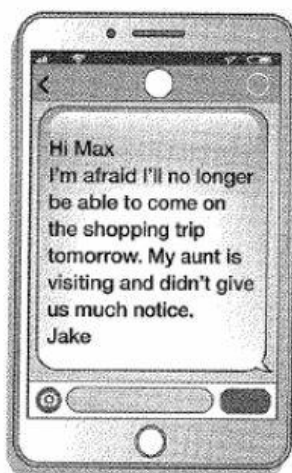 Hi Max
I'm afraid I'll no longer
be able to come on
the shopping trip
tomorrow. My aunt is
visiting and didn't give
us much notice.
Jake